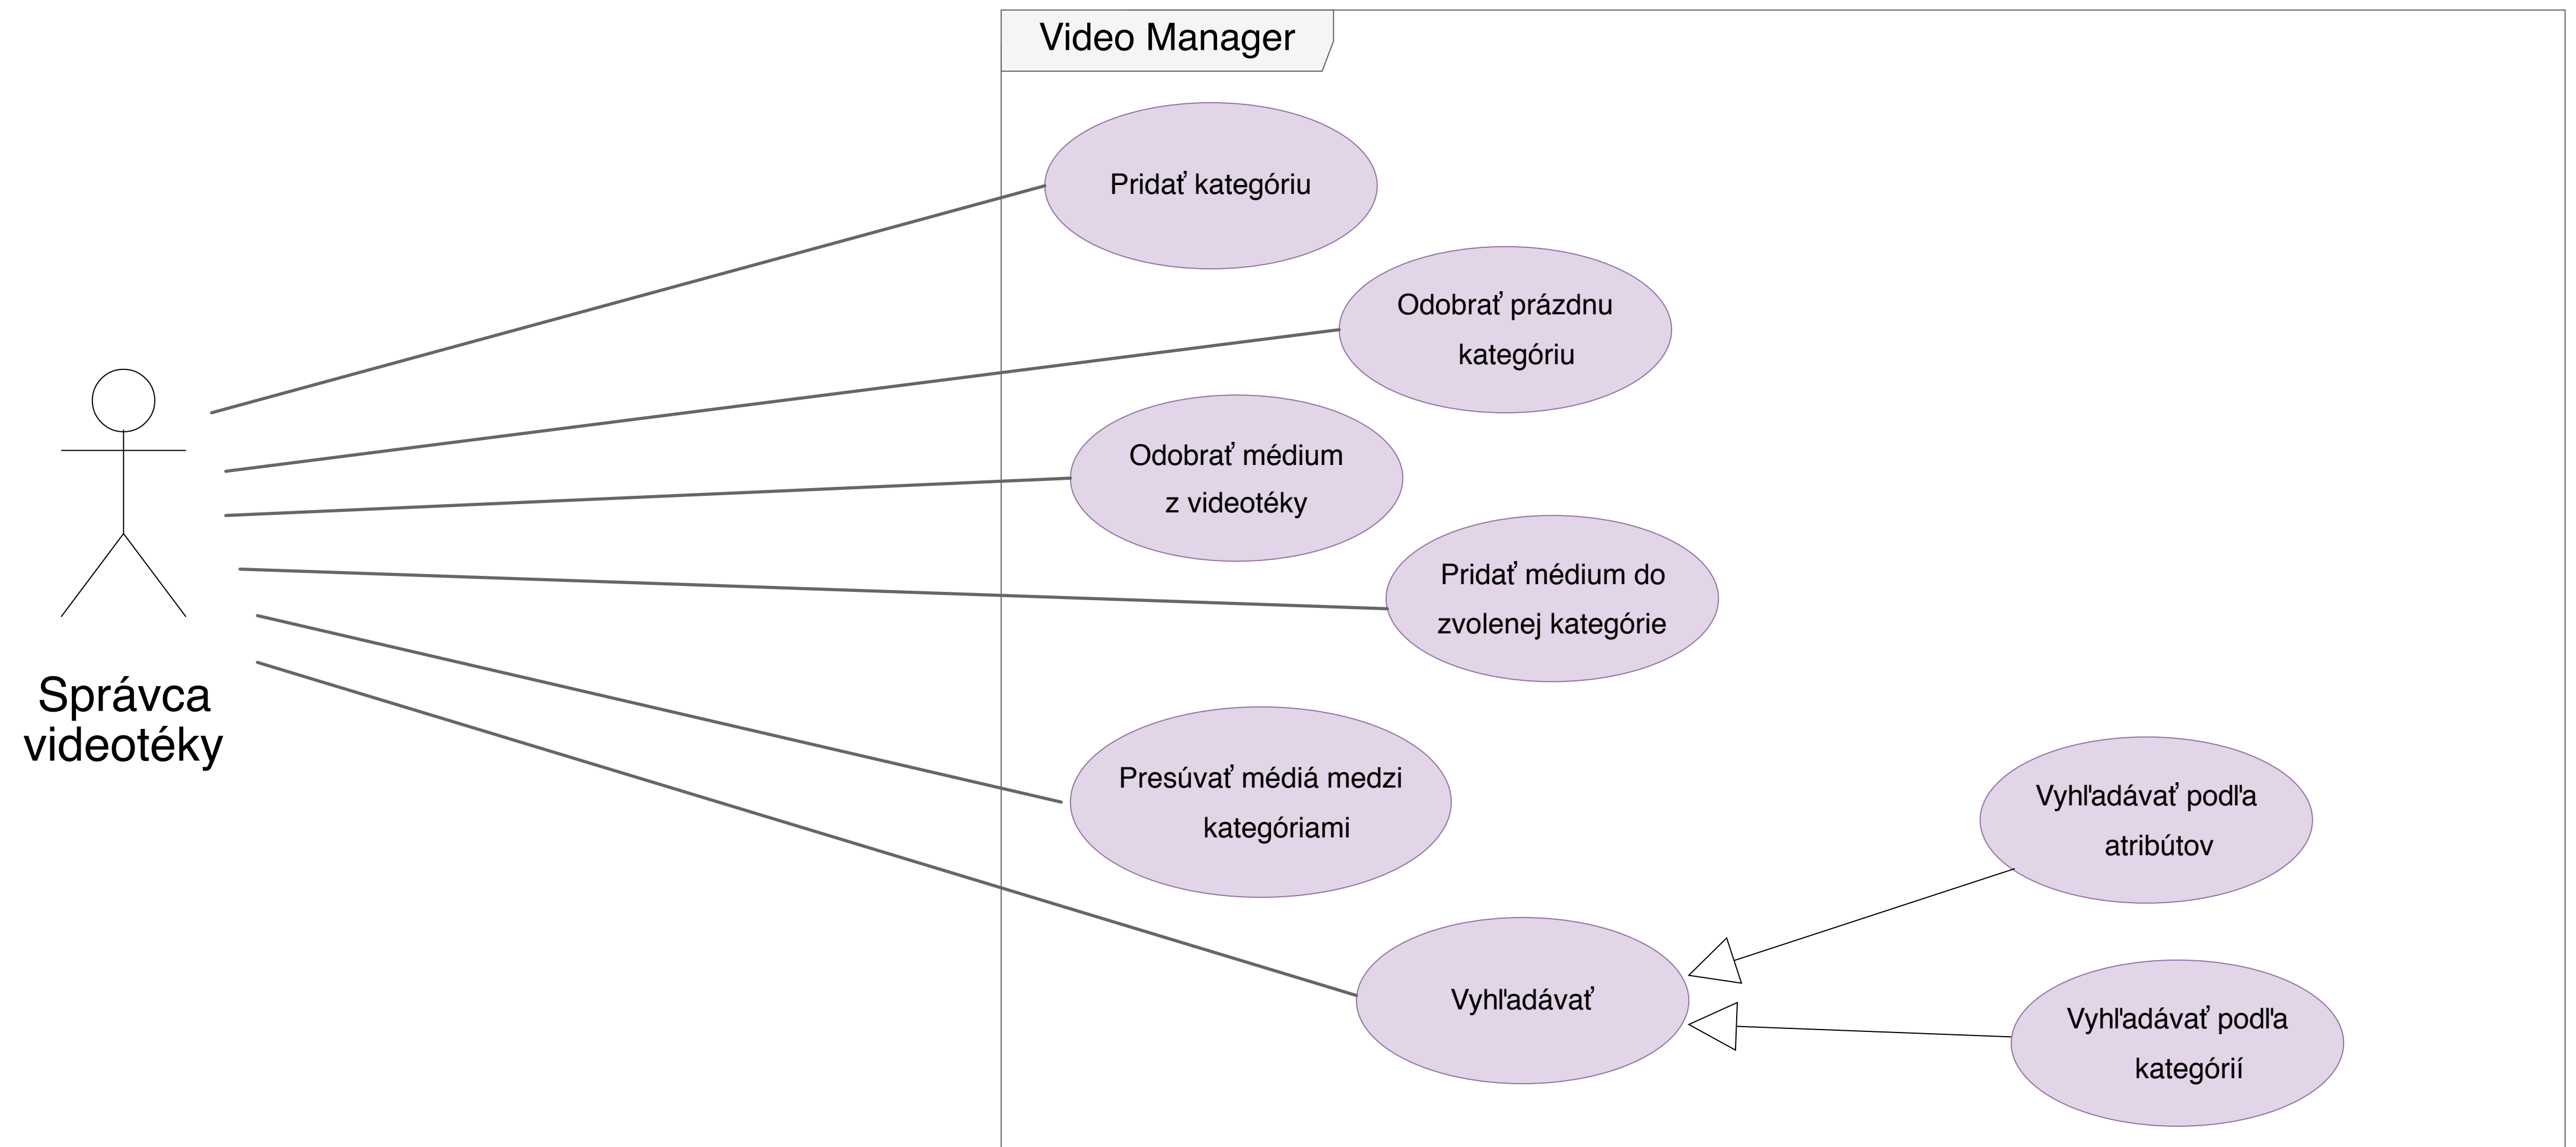 Video Manager
Pridať kategóriu
Odobrať prázdnu
kategóriu
Odobrať médium
z videotéky
Pridať médium do
zvolenej kategórie
Správca
videotéky
Presúvať médiá medzi
kategóriami
Vyhľadávať podľa
atribútov
Vyhľadávať
Vyhľadávať podľa
kategórií